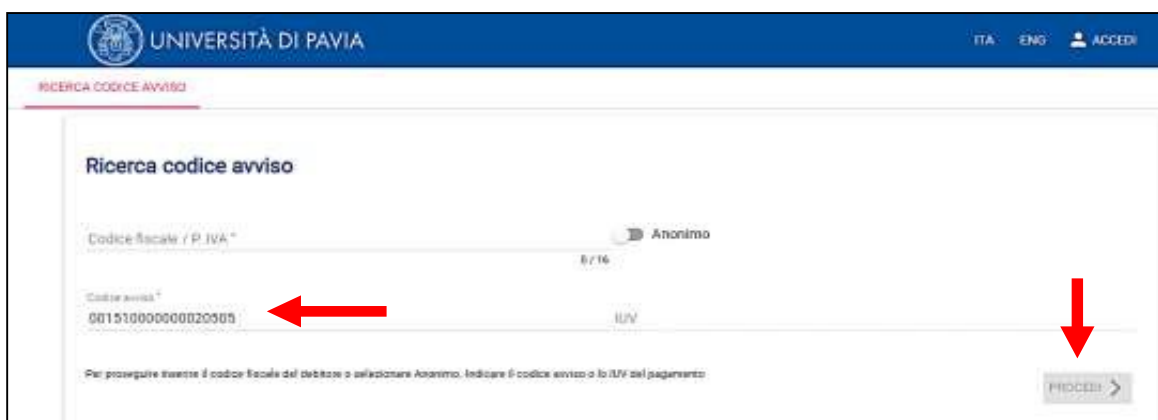 UNIVERSITÀ DI PAVIA
ITA ENG ACCEDI
RICERCA CODICE AVVISO
Ricerca codice avviso
Codice fiscale / P. IVA *
Anonimo
0 / 16
Codice avviso *
001510000000020505
IUV
Per proseguire inserire il codice fiscale del debitore o selezionare Anonimo. Indicare il codice avviso o lo IUV del pagamento
PROCEDI